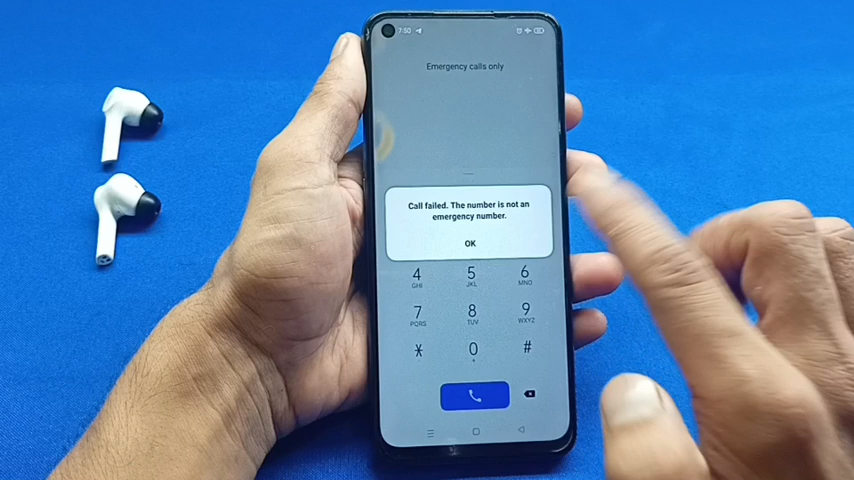 7:50
Emergency calls only
Call failed. The number is not an
emergency number.
OK
4 5 6
GHI JKL MNO
7 8 9
PQRS TUV WXYZ
* 0 #
+